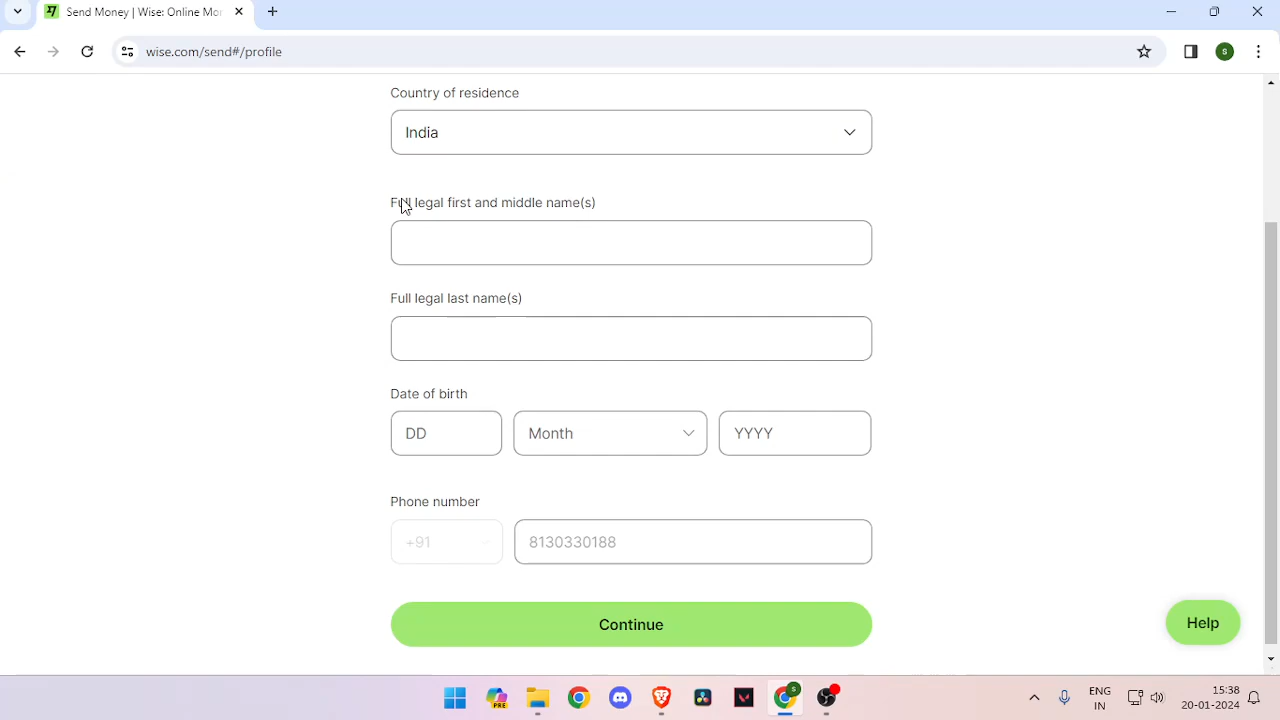 Send Money | Wise: Online Mon
wise.com/send#/profile
S
Country of residence
India
Full legal first and middle name(s)
Full legal last name(s)
Date of birth
DD Month YYYY
Phone number
+91 8130330188
Continue
Help
PRE
S
ENG
IN
15:38
20-01-2024